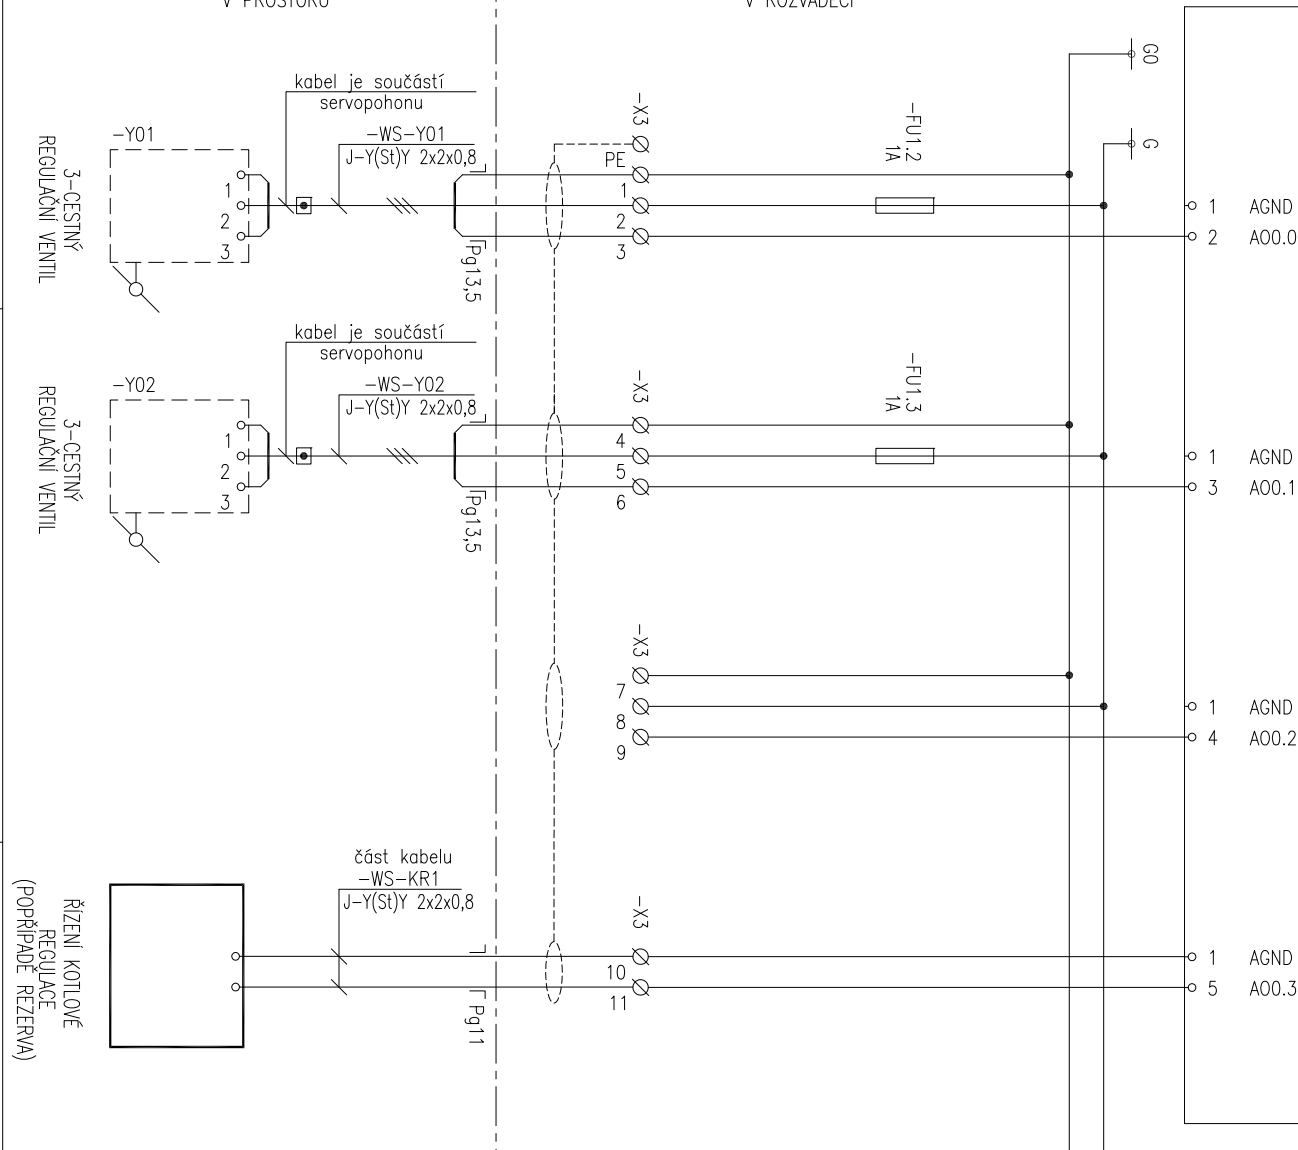 V PROSTORU
V ROZVADĚČI
G0
G
kabel je součástí
servopohonu
-WS-Y01
J-Y(St)Y 2x2x0,8
-Y01
1
2
3
3-CESTNÝ
REGULAČNÍ VENTIL
Pg13,5
-X3
PE
1
2
3
-FU1.2
1A
1 AGND
2 AO0.0
kabel je součástí
servopohonu
-WS-Y02
J-Y(St)Y 2x2x0,8
-Y02
1
2
3
3-CESTNÝ
REGULAČNÍ VENTIL
Pg13,5
-X3
4
5
6
-FU1.3
1A
1 AGND
3 AO0.1
-X3
7
8
9
1 AGND
4 AO0.2
část kabelu
-WS-KR1
J-Y(St)Y 2x2x0,8
ŘÍZENÍ KOTLOVÉ
REGULACE
(POPŘÍPADĚ REZERVA)
Pg11
-X3
10
11
1 AGND
5 AO0.3